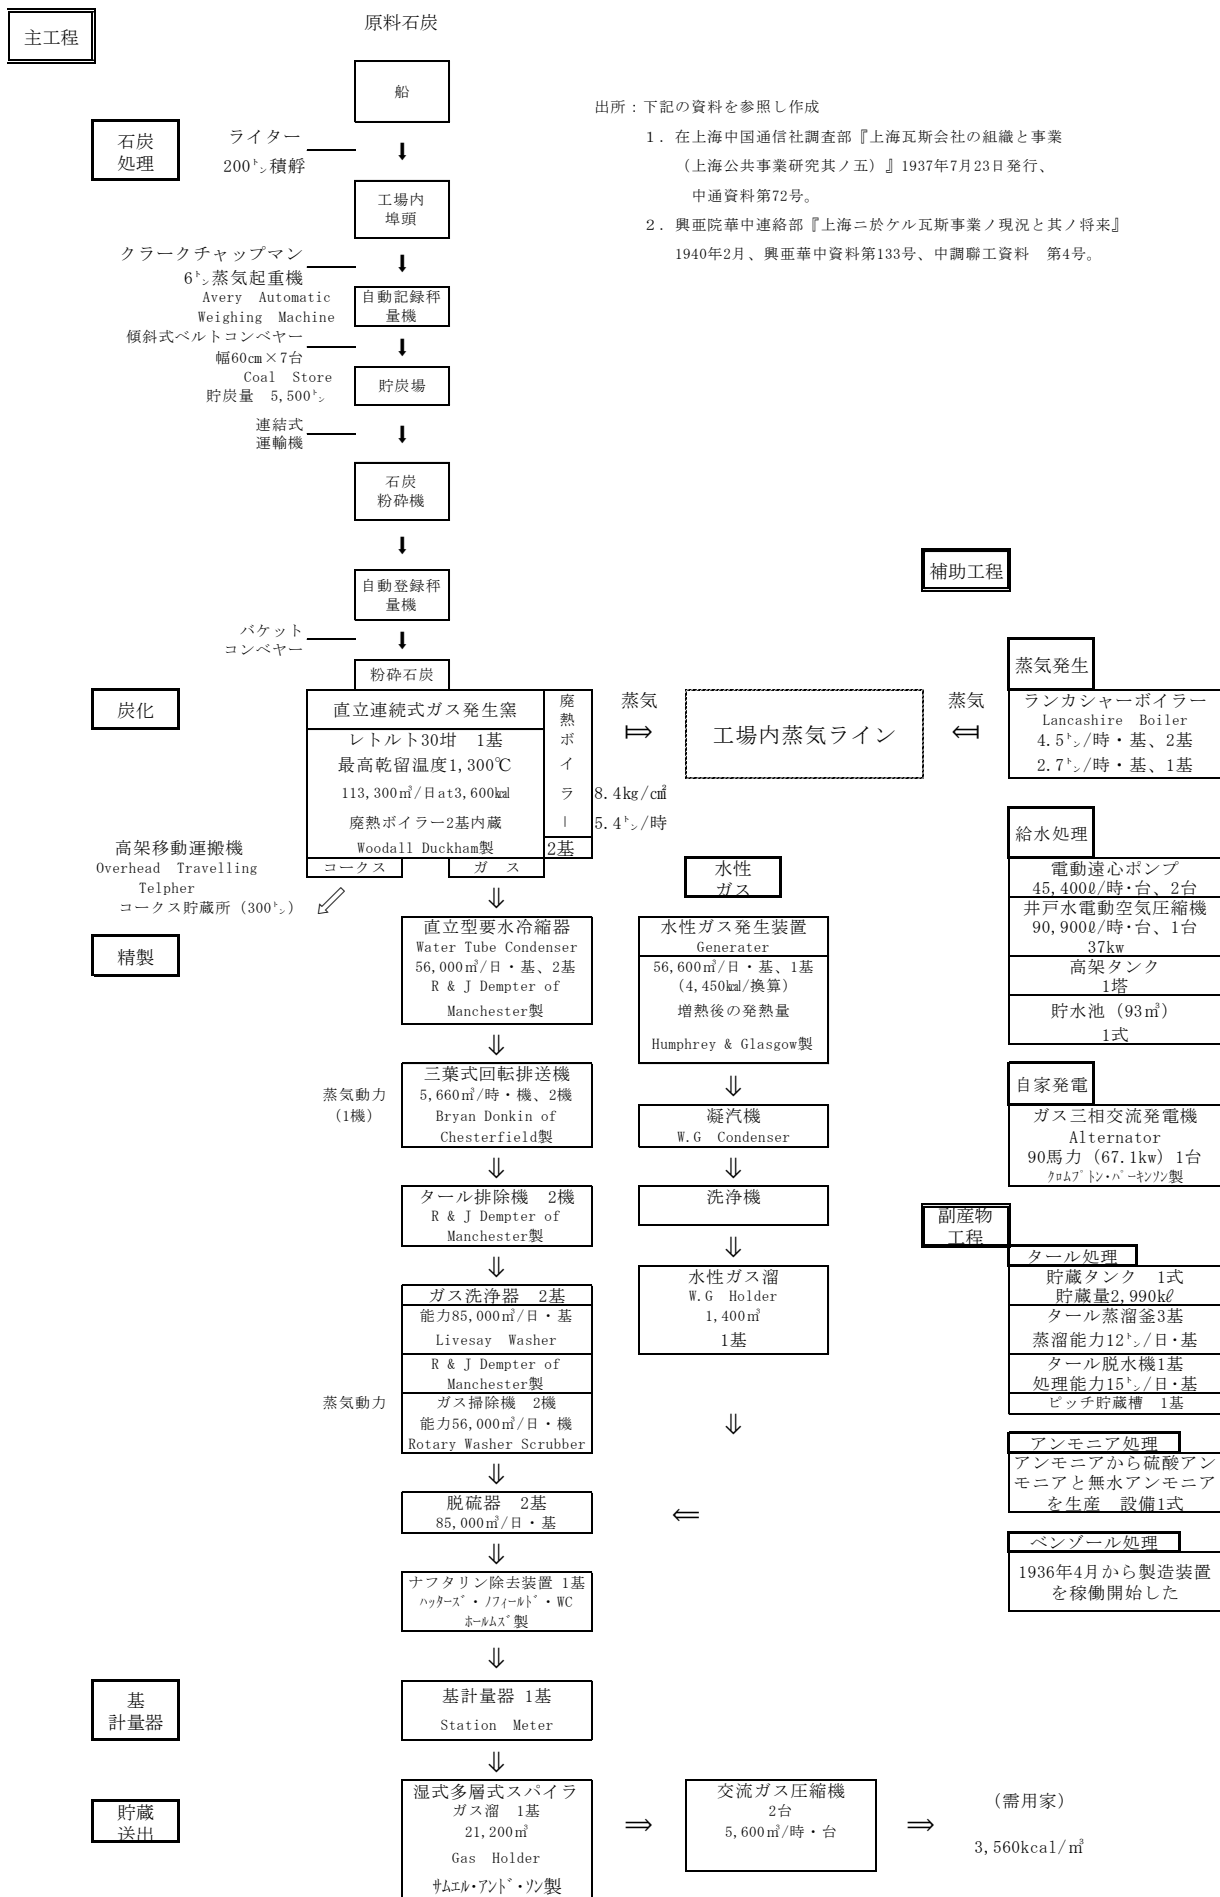 主工程
原料石炭
船
出所：下記の資料を参照し作成
１．在上海中国通信社調査部『上海瓦斯会社の組織と事業
（上海公共事業研究其ノ五）』1937年7月23日発行、
中通資料第72号。
２．興亜院華中連絡部『上海ニ於ケル瓦斯事業ノ現況と其ノ将来』
1940年2月、興亜華中資料第133号、中調聯工資料　第4号。
石炭
処理
ライター
200㌧積艀
工場内
埠頭
クラークチャップマン
6㌧蒸気起重機
Avery Automatic
Weighing Machine
自動記録秤
量機
傾斜式ベルトコンベヤー
幅60㎝×7台
Coal Store
貯炭量 5,500㌧
貯炭場
連結式
運輸機
石炭
粉砕機
自動登録秤
量機
バケット
コンベヤー
粉砕石炭
炭化
直立連続式ガス発生窯
レトルト30坩　1基
最高乾留温度1,300℃
113,300㎥/日at3,600㎉
廃熱ボイラー2基内蔵
Woodall Duckham製
廃
熱
ボ
イ
ラ
ー
2基
コークス
ガ　ス
蒸気
⇒
8.4kg/c㎡
5.4㌧/時
工場内蒸気ライン
蒸気
⇐
高架移動運搬機
Overhead Travelling
Telpher
コークス貯蔵所（300㌧）
精製
直立型要水冷縮器
Water Tube Condenser
56,000㎥/日・基、2基
R & J Dempter of
Manchester製
⇓
蒸気動力
（1機）
三葉式回転排送機
5,660㎥/時・機、2機
Bryan Donkin of
Chesterfield製
⇓
タール排除機　2機
R & J Dempter of
Manchester製
⇓
ガス洗浄器　2基
能力85,000㎥/日・基
Livesay Washer
R & J Dempter of
Manchester製
蒸気動力
ガス掃除機　2機
能力56,000㎥/日・機
Rotary Washer Scrubber
⇓
脱硫器　2基
85,000㎥/日・基
⇓
ナフタリン除去装置 1基
ﾊｯﾀｰｽﾞ・ﾉﾌｨｰﾙﾄﾞ・WC
ﾎｰﾙﾑｽﾞ製
⇓
水性
ガス
水性ガス発生装置
Generater
56,600㎥/日・基、1基
（4,450㎉/換算）
増熱後の発熱量
Humphrey & Glasgow製
⇓
凝汽機
W.G Condenser
⇓
洗浄機
⇓
水性ガス溜
W.G Holder
1,400㎥
1基
⇓
⇐
基
計量器
基計量器 1基
Station Meter
⇓
貯蔵
送出
湿式多層式スパイラ
ガス溜　1基
21,200㎥
Gas Holder
ｻﾑｴﾙ・ｱﾝﾄﾞ・ｿﾝ製
⇒
交流ガス圧縮機
2台
5,600㎥/時・台
⇒
（需用家）
3,560kcal/㎥
補助工程
蒸気発生
ランカシャーボイラー
Lancashire Boiler
4.5㌧/時・基、2基
2.7㌧/時・基、1基
給水処理
電動遠心ポンプ
45,400ℓ/時・台、2台
井戸水電動空気圧縮機
90,900ℓ/時・台、1台
37kw
高架タンク
1塔
貯水池（93㎥）
1式
自家発電
ガス三相交流発電機
Alternator
90馬力（67.1kw）1台
ｸﾛﾑﾌﾟﾄﾝ・ﾊﾟｰｷﾝｿﾝ製
副産物
工程
タール処理
貯蔵タンク　1式
貯蔵量2,990kℓ
タール蒸溜釜3基
蒸溜能力12㌧/日・基
タール脱水機1基
処理能力15㌧/日・基
ピッチ貯蔵槽　1基
アンモニア処理
アンモニアから硫酸アン
モニアと無水アンモニア
を生産　設備1式
ベンゾール処理
1936年4月から製造装置
を稼働開始した